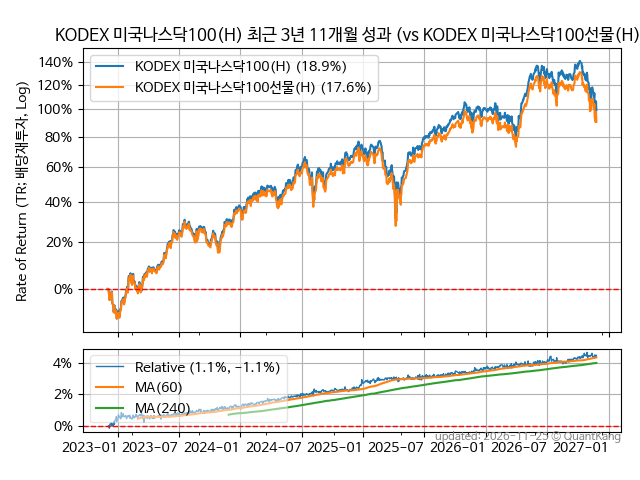 KODEX 미국나스닥100(H) 최근 3년 11개월 성과 (vs KODEX 미국나스닥100선물(H)
Rate of Return (TR: 배당재투자, Log)
140%
120%
100%
80%
60%
40%
20%
0%
KODEX 미국나스닥100(H) (18.9%)
KODEX 미국나스닥100선물(H) (17.6%)
4%
2%
0%
Relative (1.1%, -1.1%)
MA(60)
MA(240)
2023-01 2023-07 2024-01 2024-07 2025-01 2025-07 2026-01 2026-07 2027-01
updated: 2026-11-25 © QuantKang